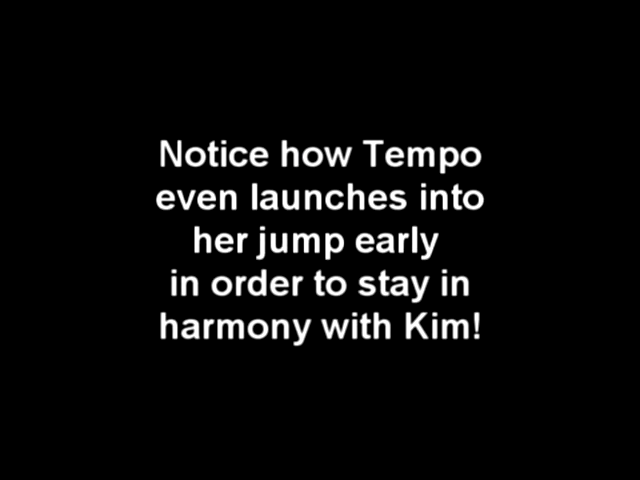 Notice how Tempo
even launches into
her jump early
in order to stay in
harmony with Kim!